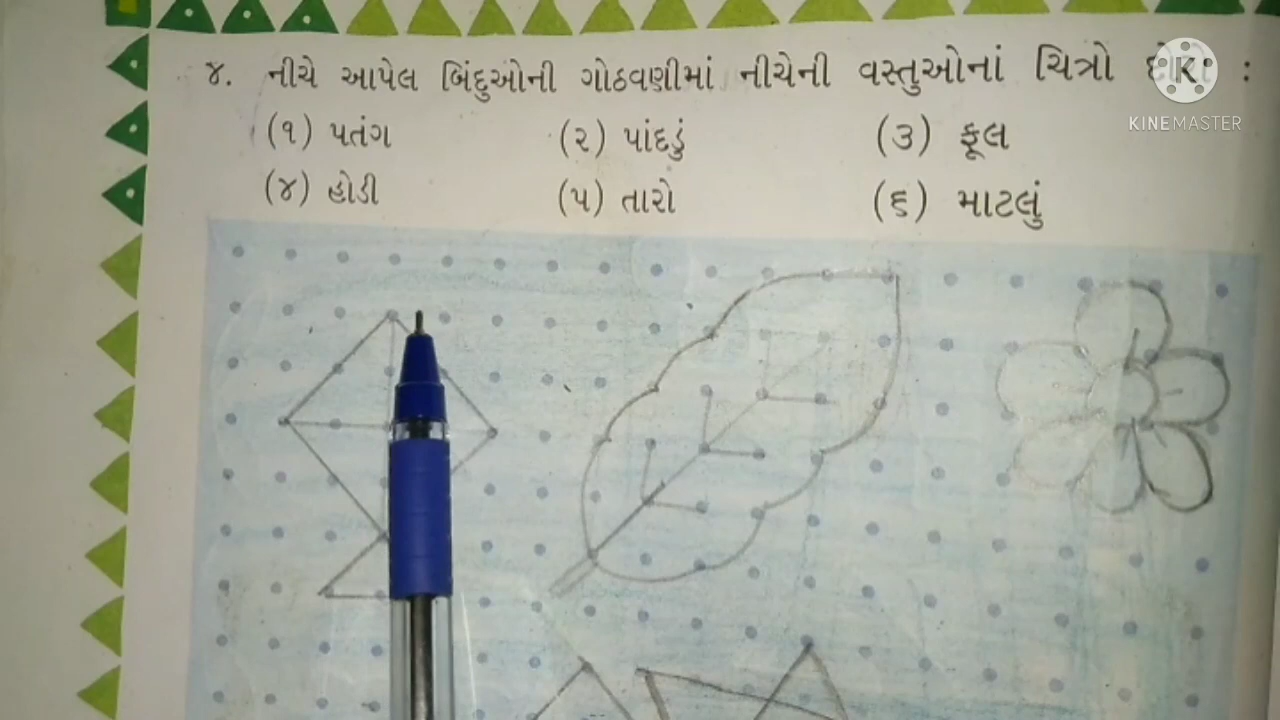 ૪. નીચે આપેલ બિંદુઓની ગોઠવણીમાં નીચેની વસ્તુઓનાં ચિત્રો :
(૧) પતંગ (૨) પાંદડું (૩) ફૂલ
(૪) હોડી (૫) તારો (૬) માટલું
K
KINEMASTER